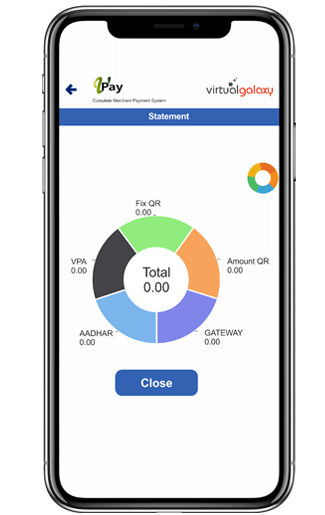 Pay
virtualgalaxy
Complete Merchant Payment System
Statement
Fix QR
0.00
VPA
0.00
Total
0.00
Amount QR
0.00
AADHAR
0.00
GATEWAY
0.00
Close